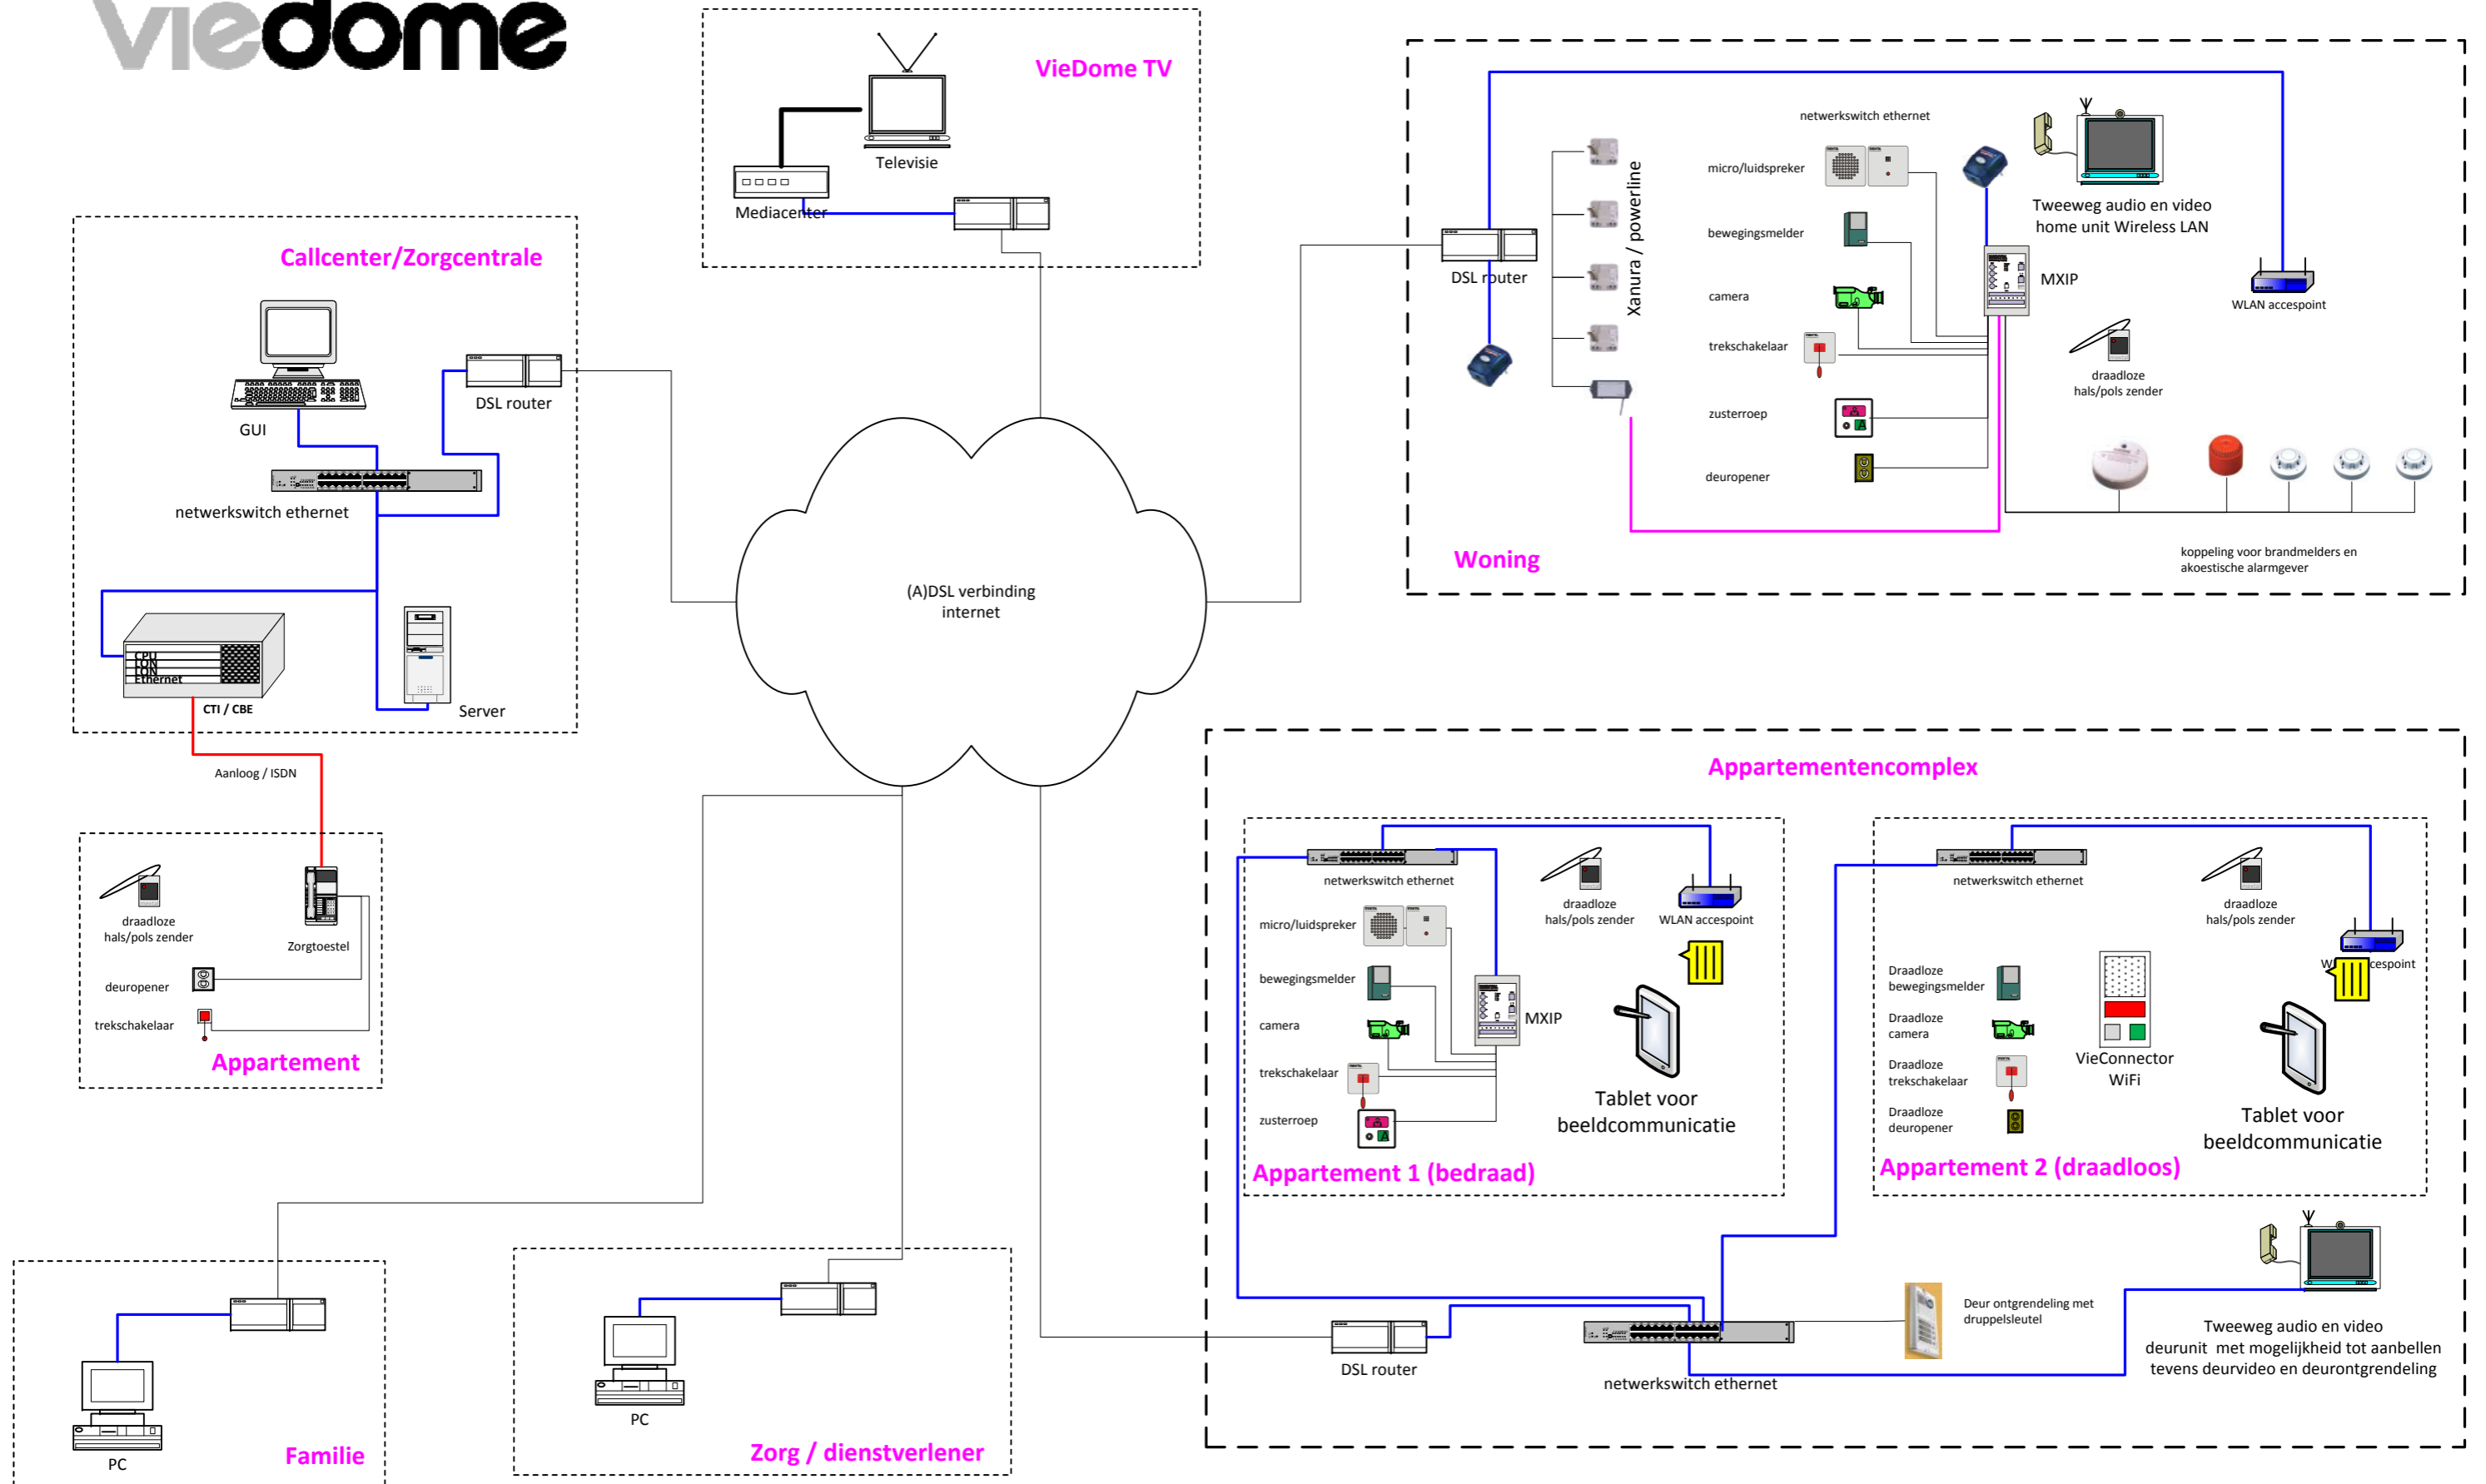 viedome
VieDome TV
Televisie
Mediacenter
Callcenter/Zorgcentrale
GUI
DSL router
netwerkswitch ethernet
CPU
LON
LON
Ethernet
CTI / CBE
Server
Aanloog / ISDN
draadloze
hals/pols zender
Zorgtoestel
deuropener
trekschakelaar
Appartement
(A)DSL verbinding
internet
DSL router
Xanura / powerline
netwerkswitch ethernet
micro/luidspreker
bewegingsmelder
camera
trekschakelaar
zusterroep
deuropener
Tweeweg audio en video
home unit Wireless LAN
MXIP
WLAN accespoint
draadloze
hals/pols zender
koppeling voor brandmelders en
akoestische alarmgever
Woning
Appartementencomplex
netwerkswitch ethernet
draadloze
hals/pols zender
WLAN accespoint
micro/luidspreker
bewegingsmelder
camera
trekschakelaar
zusterroep
MXIP
Tablet voor
beeldcommunicatie
Appartement 1 (bedraad)
netwerkswitch ethernet
draadloze
hals/pols zender
W cespoint
Draadloze
bewegingsmelder
Draadloze
camera
Draadloze
trekschakelaar
Draadloze
deuropener
VieConnector
WiFi
Tablet voor
beeldcommunicatie
Appartement 2 (draadloos)
DSL router
netwerkswitch ethernet
Deur ontgrendeling met
druppelsleutel
Tweeweg audio en video
deurunit met mogelijkheid tot aanbellen
tevens deurvideo en deurontgrendeling
PC
Familie
PC
Zorg / dienstverlener